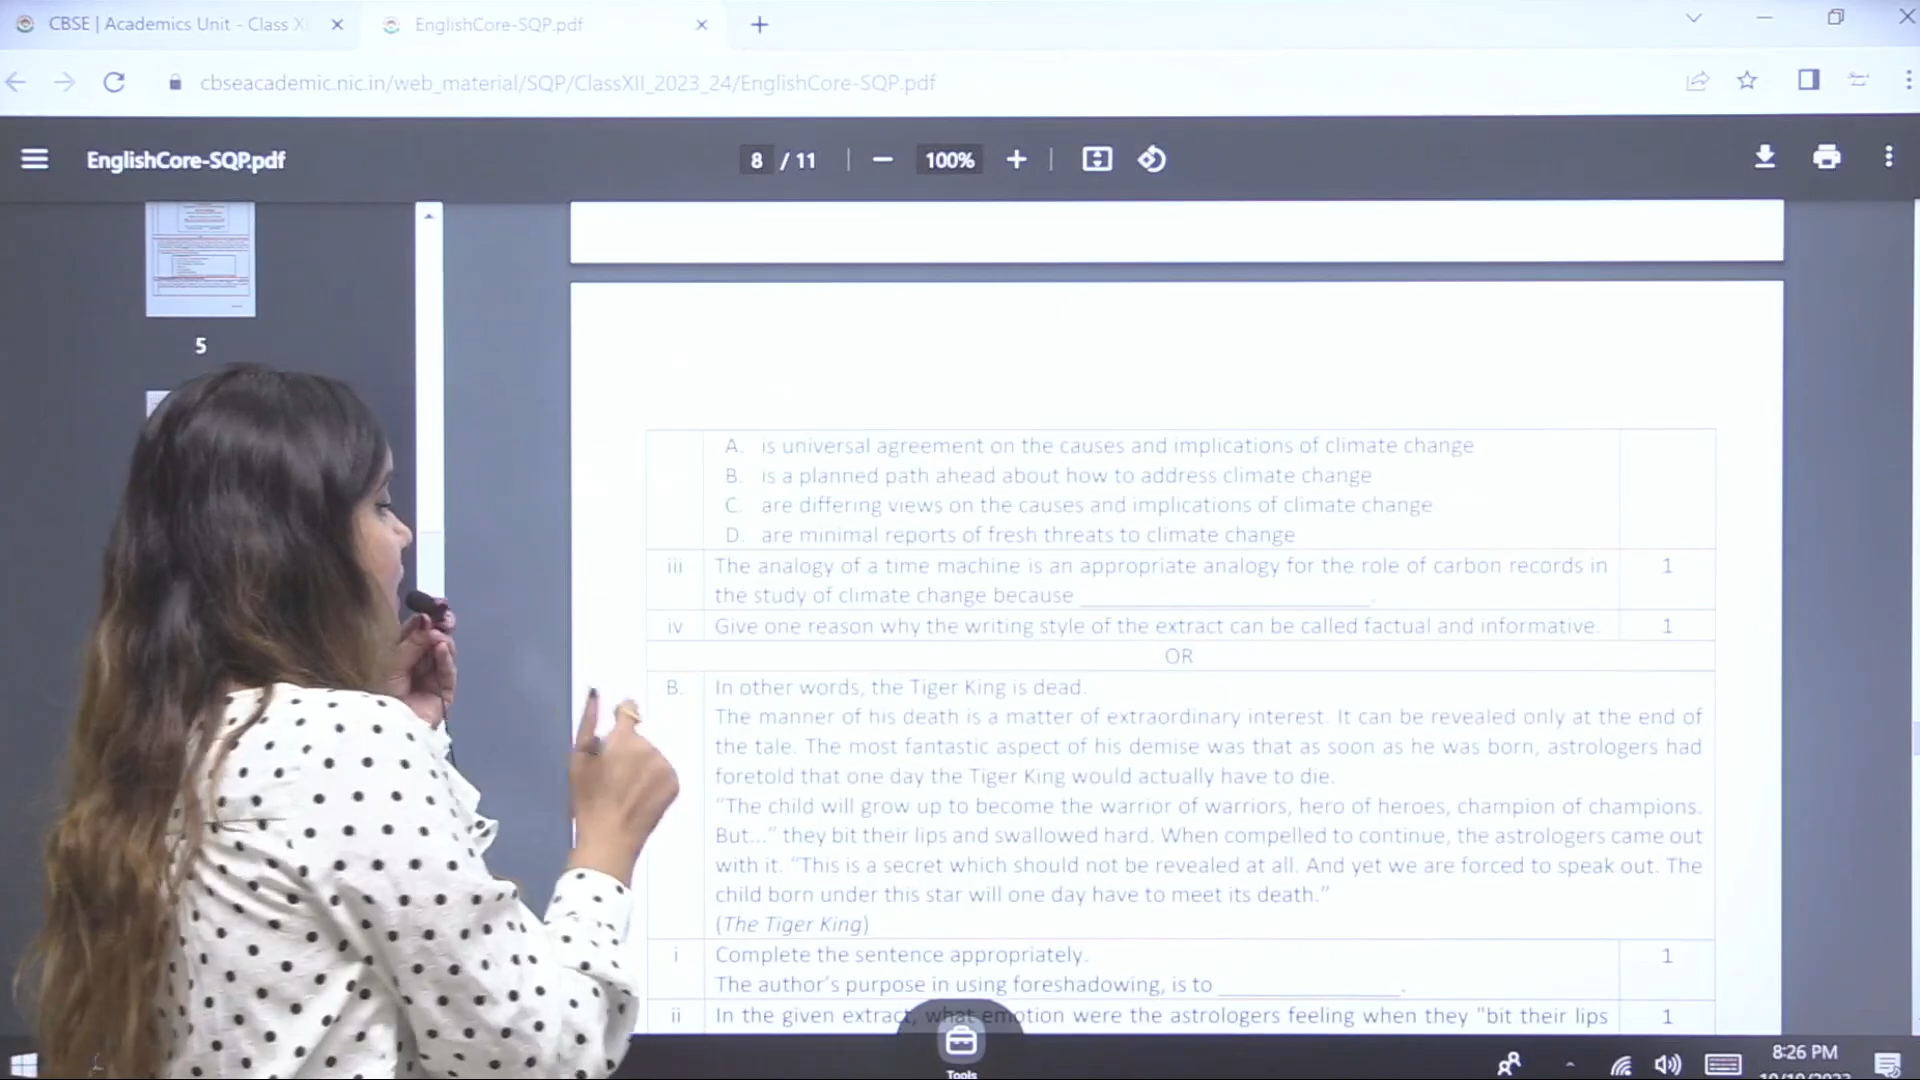 CBSE | Academics Unit - Class X
EnglishCore-SQP.pdf
cbseacademic.nic.in/web_material/SQP/ClassXII_2023_24/EnglishCore-SQP.pdf
EnglishCore-SQP.pdf
8 / 11
100%
5
A. is universal agreement on the causes and implications of climate change
B. is a planned path ahead about how to address climate change
C. are differing views on the causes and implications of climate change
D. are minimal reports of fresh threats to climate change
iii The analogy of a time machine is an appropriate analogy for the role of carbon records in 1
the study of climate change because ____________________.
iv Give one reason why the writing style of the extract can be called factual and informative. 1
OR
B. In other words, the Tiger King is dead.
The manner of his death is a matter of extraordinary interest. It can be revealed only at the end of
the tale. The most fantastic aspect of his demise was that as soon as he was born, astrologers had
foretold that one day the Tiger King would actually have to die.
“The child will grow up to become the warrior of warriors, hero of heroes, champion of champions.
But...” they bit their lips and swallowed hard. When compelled to continue, the astrologers came out
with it. “This is a secret which should not be revealed at all. And yet we are forced to speak out. The
child born under this star will one day have to meet its death.”
(The Tiger King)
i Complete the sentence appropriately. 1
The author’s purpose in using foreshadowing, is to ____________.
ii In the given extract, what emotion were the astrologers feeling when they "bit their lips 1
Tools
8:26 PM